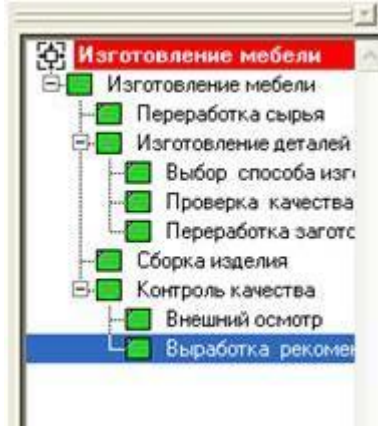 Изготовление мебели
Изготовление мебели
Переработка сырья
Изготовление деталей
Выбор способа изг
Проверка качества
Переработка загото
Сборка изделия
Контроль качества
Внешний осмотр
Выработка рекомен